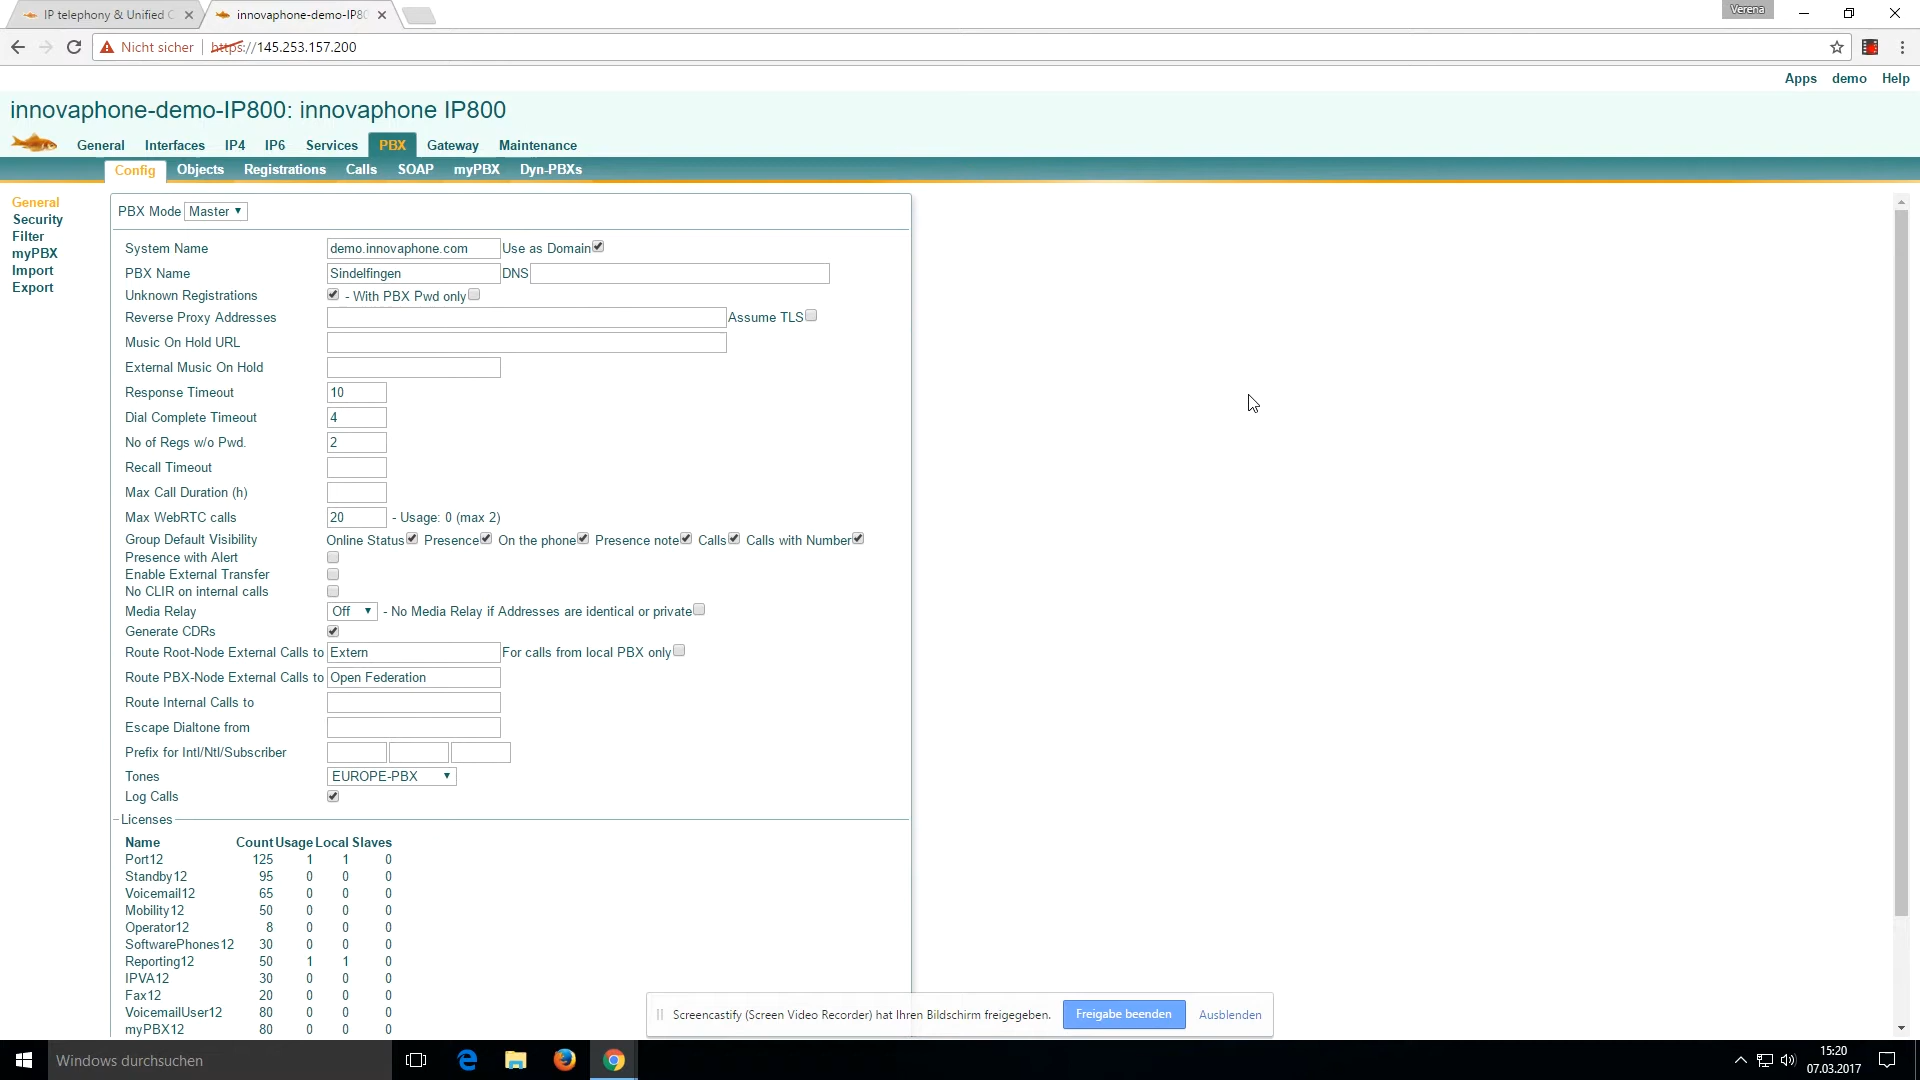 IP telephony & Unified C
innovaphone-demo-IP80
Verena
Nicht sicher
https://145.253.157.200
Apps demo Help
innovaphone-demo-IP800: innovaphone IP800
General Interfaces IP4 IP6 Services PBX Gateway Maintenance
Config Objects Registrations Calls SOAP myPBX Dyn-PBXs
General
Security
Filter
myPBX
Import
Export
PBX Mode Master
System Name demo.innovaphone.com Use as Domain
PBX Name Sindelfingen DNS
Unknown Registrations - With PBX Pwd only
Reverse Proxy Addresses Assume TLS
Music On Hold URL
External Music On Hold
Response Timeout 10
Dial Complete Timeout 4
No of Regs w/o Pwd. 2
Recall Timeout
Max Call Duration (h)
Max WebRTC calls 20 - Usage: 0 (max 2)
Group Default Visibility Online Status Presence On the phone Presence note Calls Calls with Number
Presence with Alert
Enable External Transfer
No CLIR on internal calls
Media Relay Off - No Media Relay if Addresses are identical or private
Generate CDRs
Route Root-Node External Calls to Extern For calls from local PBX only
Route PBX-Node External Calls to Open Federation
Route Internal Calls to
Escape Dialtone from
Prefix for Intl/Ntl/Subscriber
Tones EUROPE-PBX
Log Calls
Licenses
Name Count Usage Local Slaves
Port12 125 1 1 0
Standby12 95 0 0 0
Voicemail12 65 0 0 0
Mobility12 50 0 0 0
Operator12 8 0 0 0
SoftwarePhones12 30 0 0 0
Reporting12 50 1 1 0
IPVA12 30 0 0 0
Fax12 20 0 0 0
VoicemailUser12 80 0 0 0
myPBX12 80 0 0 0
Screencastify (Screen Video Recorder) hat Ihren Bildschirm freigegeben. Freigabe beenden Ausblenden
Windows durchsuchen
15:20
07.03.2017